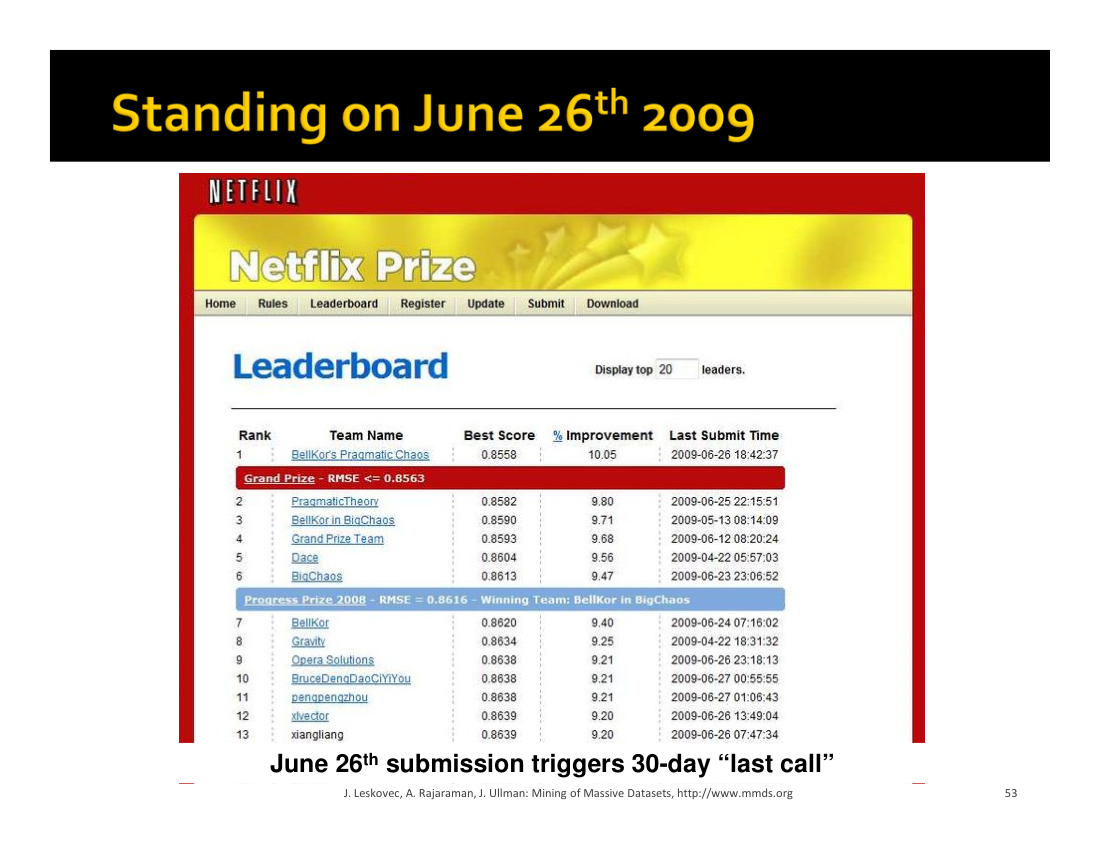 Standing on June 26th 2009
NETFLIX
Netflix Prize
Home Rules Leaderboard Register Update Submit Download
Leaderboard
Display top 20 leaders.
Rank Team Name Best Score % Improvement Last Submit Time
1 BellKor's Pragmatic Chaos 0.8558 10.05 2009-06-26 18:42:37
Grand Prize - RMSE <= 0.8563
2 PragmaticTheory 0.8582 9.80 2009-06-25 22:15:51
3 BellKor in BigChaos 0.8590 9.71 2009-05-13 08:14:09
4 Grand Prize Team 0.8593 9.68 2009-06-12 08:20:24
5 Dace 0.8604 9.56 2009-04-22 05:57:03
6 BigChaos 0.8613 9.47 2009-06-23 23:06:52
Progress Prize 2008 - RMSE = 0.8616 - Winning Team: BellKor in BigChaos
7 BellKor 0.8620 9.40 2009-06-24 07:16:02
8 Gravity 0.8634 9.25 2009-04-22 18:31:32
9 Opera Solutions 0.8638 9.21 2009-06-26 23:18:13
10 BruceDengDaoCiYiYou 0.8638 9.21 2009-06-27 00:55:55
11 pengpengzhou 0.8638 9.21 2009-06-27 01:06:43
12 xlvector 0.8639 9.20 2009-06-26 13:49:04
13 xiangliang 0.8639 9.20 2009-06-26 07:47:34
June 26th submission triggers 30-day “last call”
J. Leskovec, A. Rajaraman, J. Ullman: Mining of Massive Datasets, http://www.mmds.org 53